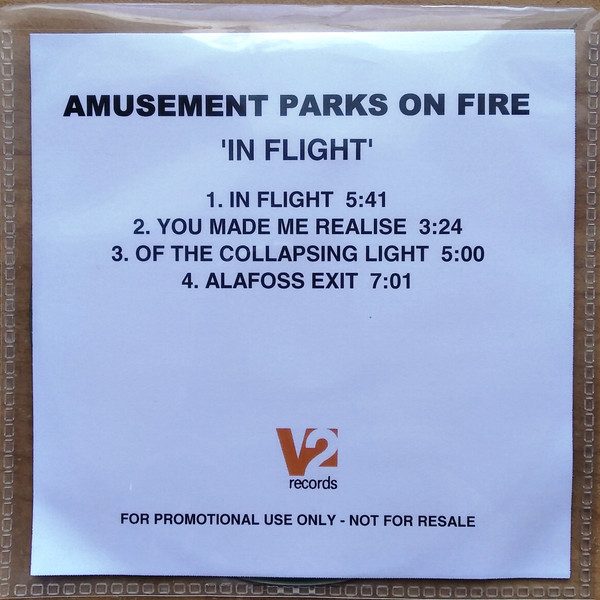 AMUSEMENT PARKS ON FIRE
'IN FLIGHT'
1. IN FLIGHT 5:41
2. YOU MADE ME REALISE 3:24
3. OF THE COLLAPSING LIGHT 5:00
4. ALAFOSS EXIT 7:01
V2
records
FOR PROMOTIONAL USE ONLY - NOT FOR RESALE